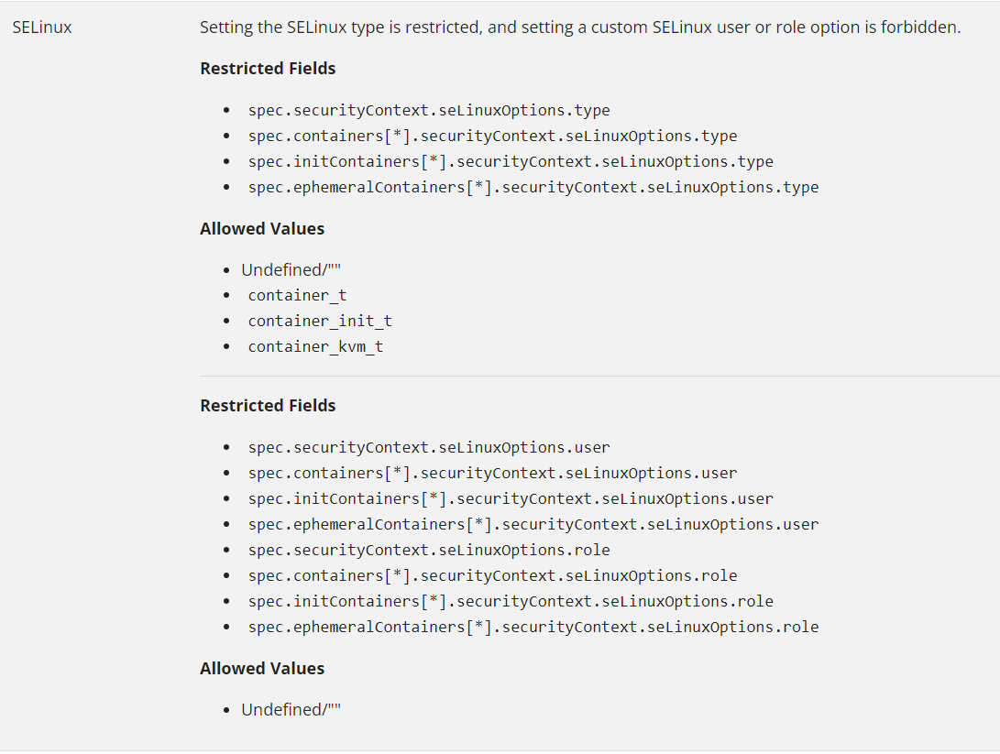 SELinux
Setting the SELinux type is restricted, and setting a custom SELinux user or role option is forbidden.
Restricted Fields
• spec.securityContext.seLinuxOptions.type
• spec.containers[*].securityContext.seLinuxOptions.type
• spec.initContainers[*].securityContext.seLinuxOptions.type
• spec.ephemeralContainers[*].securityContext.seLinuxOptions.type
Allowed Values
• Undefined/""
• container_t
• container_init_t
• container_kvm_t
Restricted Fields
• spec.securityContext.seLinuxOptions.user
• spec.containers[*].securityContext.seLinuxOptions.user
• spec.initContainers[*].securityContext.seLinuxOptions.user
• spec.ephemeralContainers[*].securityContext.seLinuxOptions.user
• spec.securityContext.seLinuxOptions.role
• spec.containers[*].securityContext.seLinuxOptions.role
• spec.initContainers[*].securityContext.seLinuxOptions.role
• spec.ephemeralContainers[*].securityContext.seLinuxOptions.role
Allowed Values
• Undefined/""